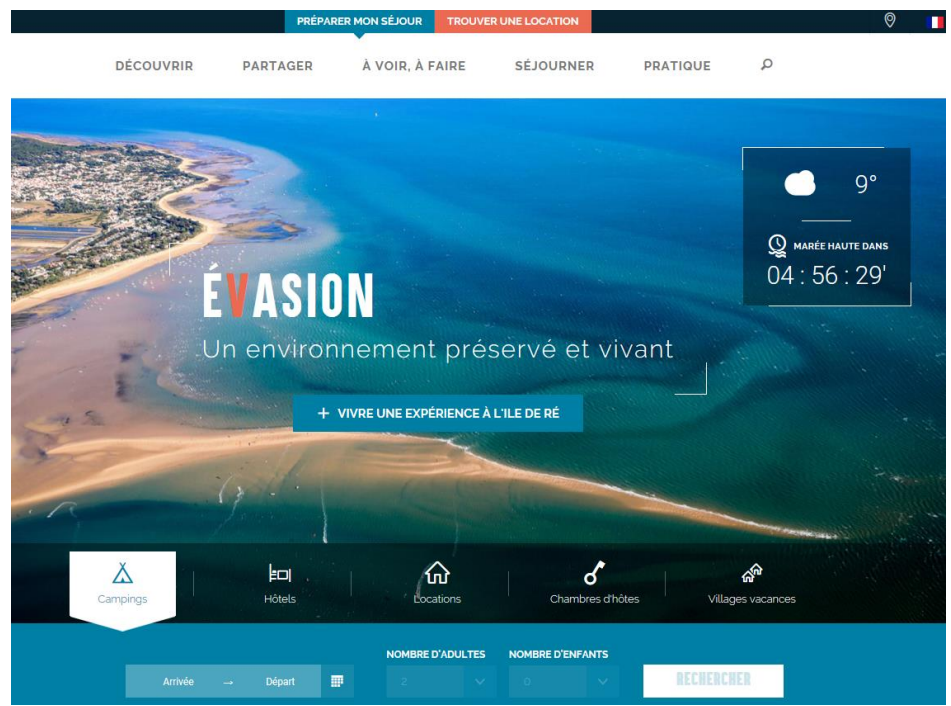 PRÉPARER MON SÉJOUR TROUVER UNE LOCATION
DÉCOUVRIR PARTAGER À VOIR, À FAIRE SÉJOURNER PRATIQUE
9°
MARÉE HAUTE DANS
04 : 56 : 29'
ÉVASION
Un environnement préservé et vivant
+ VIVRE UNE EXPÉRIENCE À L'ILE DE RÉ
Campings Hôtels Locations Chambres d'hôtes Villages vacances
NOMBRE D'ADULTES NOMBRE D'ENFANTS
Arrivée → Départ 2 0 RECHERCHER